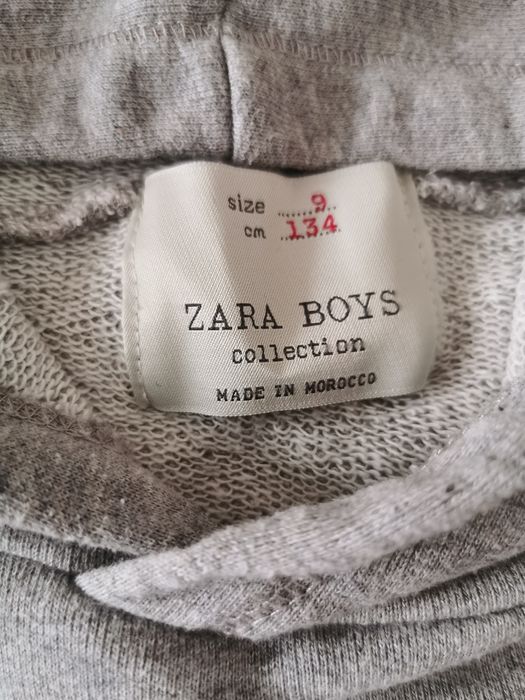 size ......9..
cm ..134..
ZARA BOYS
collection
MADE IN MOROCCO